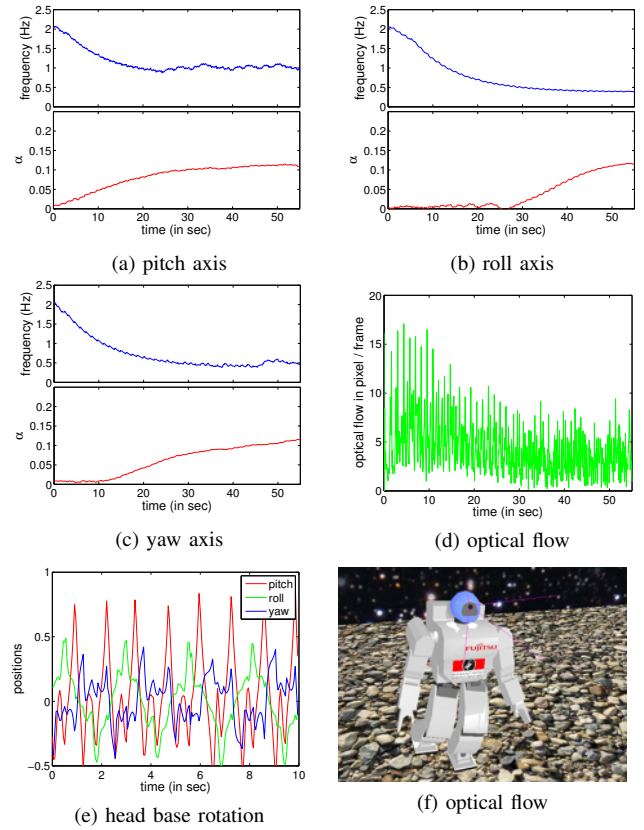 2.5
2
1.5
1
0.5
0
frequency (Hz)
0.2
0.15
0.1
0.05
0
α
0 10 20 30 40 50
time (in sec)
(a) pitch axis
2.5
2
1.5
1
0.5
0
frequency (Hz)
0.2
0.15
0.1
0.05
0
α
0 10 20 30 40 50
time (in sec)
(b) roll axis
2.5
2
1.5
1
0.5
0
frequency (Hz)
0.2
0.15
0.1
0.05
0
α
0 10 20 30 40 50
time (in sec)
(c) yaw axis
20
15
10
5
0
optical flow in pixel / frame
0 10 20 30 40 50
time (in sec)
(d) optical flow
1
0.5
0
−0.5
positions
pitch
roll
yaw
0 2 4 6 8 10
time (in sec)
(e) head base rotation
FUJITSU
(f) optical flow